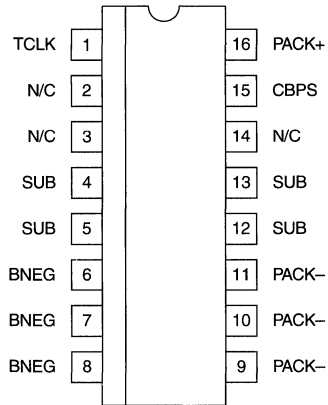 TCLK 1 16 PACK+
N/C 2 15 CBPS
N/C 3 14 N/C
SUB 4 13 SUB
SUB 5 12 SUB
BNEG 6 11 PACK–
BNEG 7 10 PACK–
BNEG 8 9 PACK–